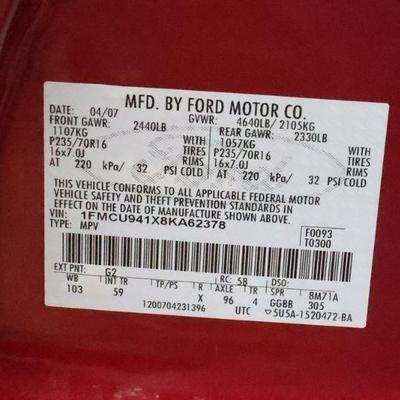 MFD. BY FORD MOTOR CO.
DATE: 04/07 GVWR: 4640LB/ 2105KG
FRONT GAWR: 2440LB REAR GAWR: 2330LB
1107KG 1057KG
P235/70R16 TIRES P235/70R16 TIRES
16x7.0J RIMS 16x7.0J RIMS
AT 220 kPa/ 32 PSI COLD AT 220 kPa/ 32 PSI COLD
THIS VEHICLE CONFORMS TO ALL APPLICABLE FEDERAL MOTOR
VEHICLE SAFETY AND THEFT PREVENTION STANDARDS IN
EFFECT ON THE DATE OF MANUFACTURE SHOWN ABOVE.
VIN: 1FMCU941X8KA62378 F0093
TYPE: MPV T0300
EXT PNT: G2 RC: 58 DSO:
WB INT TR TP/PS R AXLE TR SPR 8M71A
103 59 X 96 4 GGBB 305
1200704231396 UTC ▽5U5A-1520472-BA